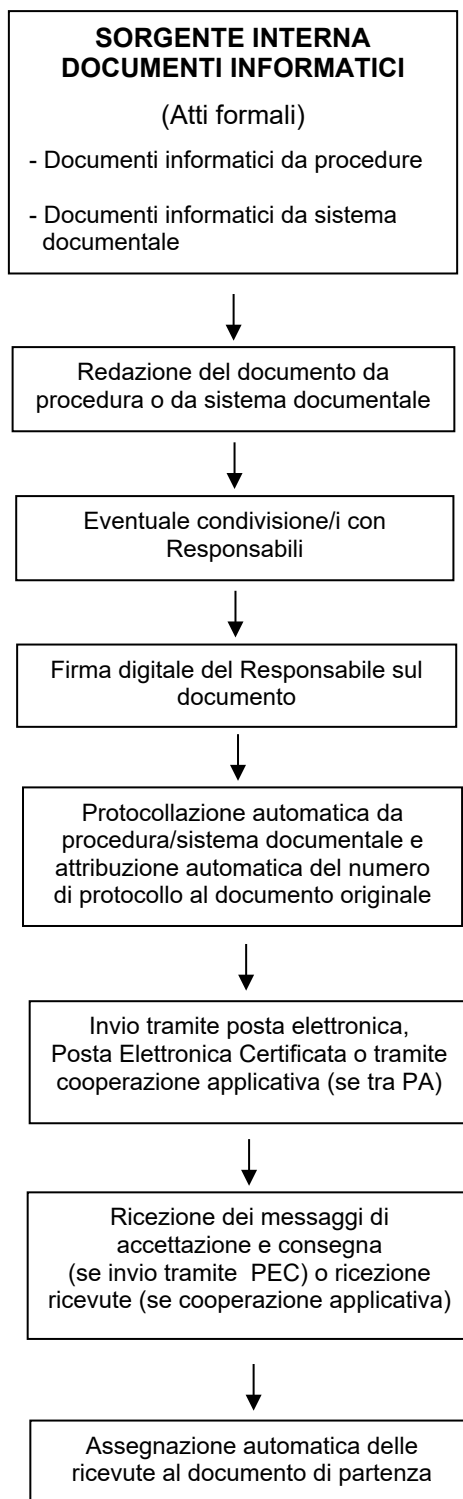 SORGENTE INTERNA
DOCUMENTI INFORMATICI
(Atti formali)
- Documenti informatici da procedure
- Documenti informatici da sistema
documentale
Redazione del documento da
procedura o da sistema documentale
Eventuale condivisione/i con
Responsabili
Firma digitale del Responsabile sul
documento
Protocollazione automatica da
procedura/sistema documentale e
attribuzione automatica del numero
di protocollo al documento originale
Invio tramite posta elettronica,
Posta Elettronica Certificata o tramite
cooperazione applicativa (se tra PA)
Ricezione dei messaggi di
accettazione e consegna
(se invio tramite PEC) o ricezione
ricevute (se cooperazione applicativa)
Assegnazione automatica delle
ricevute al documento di partenza